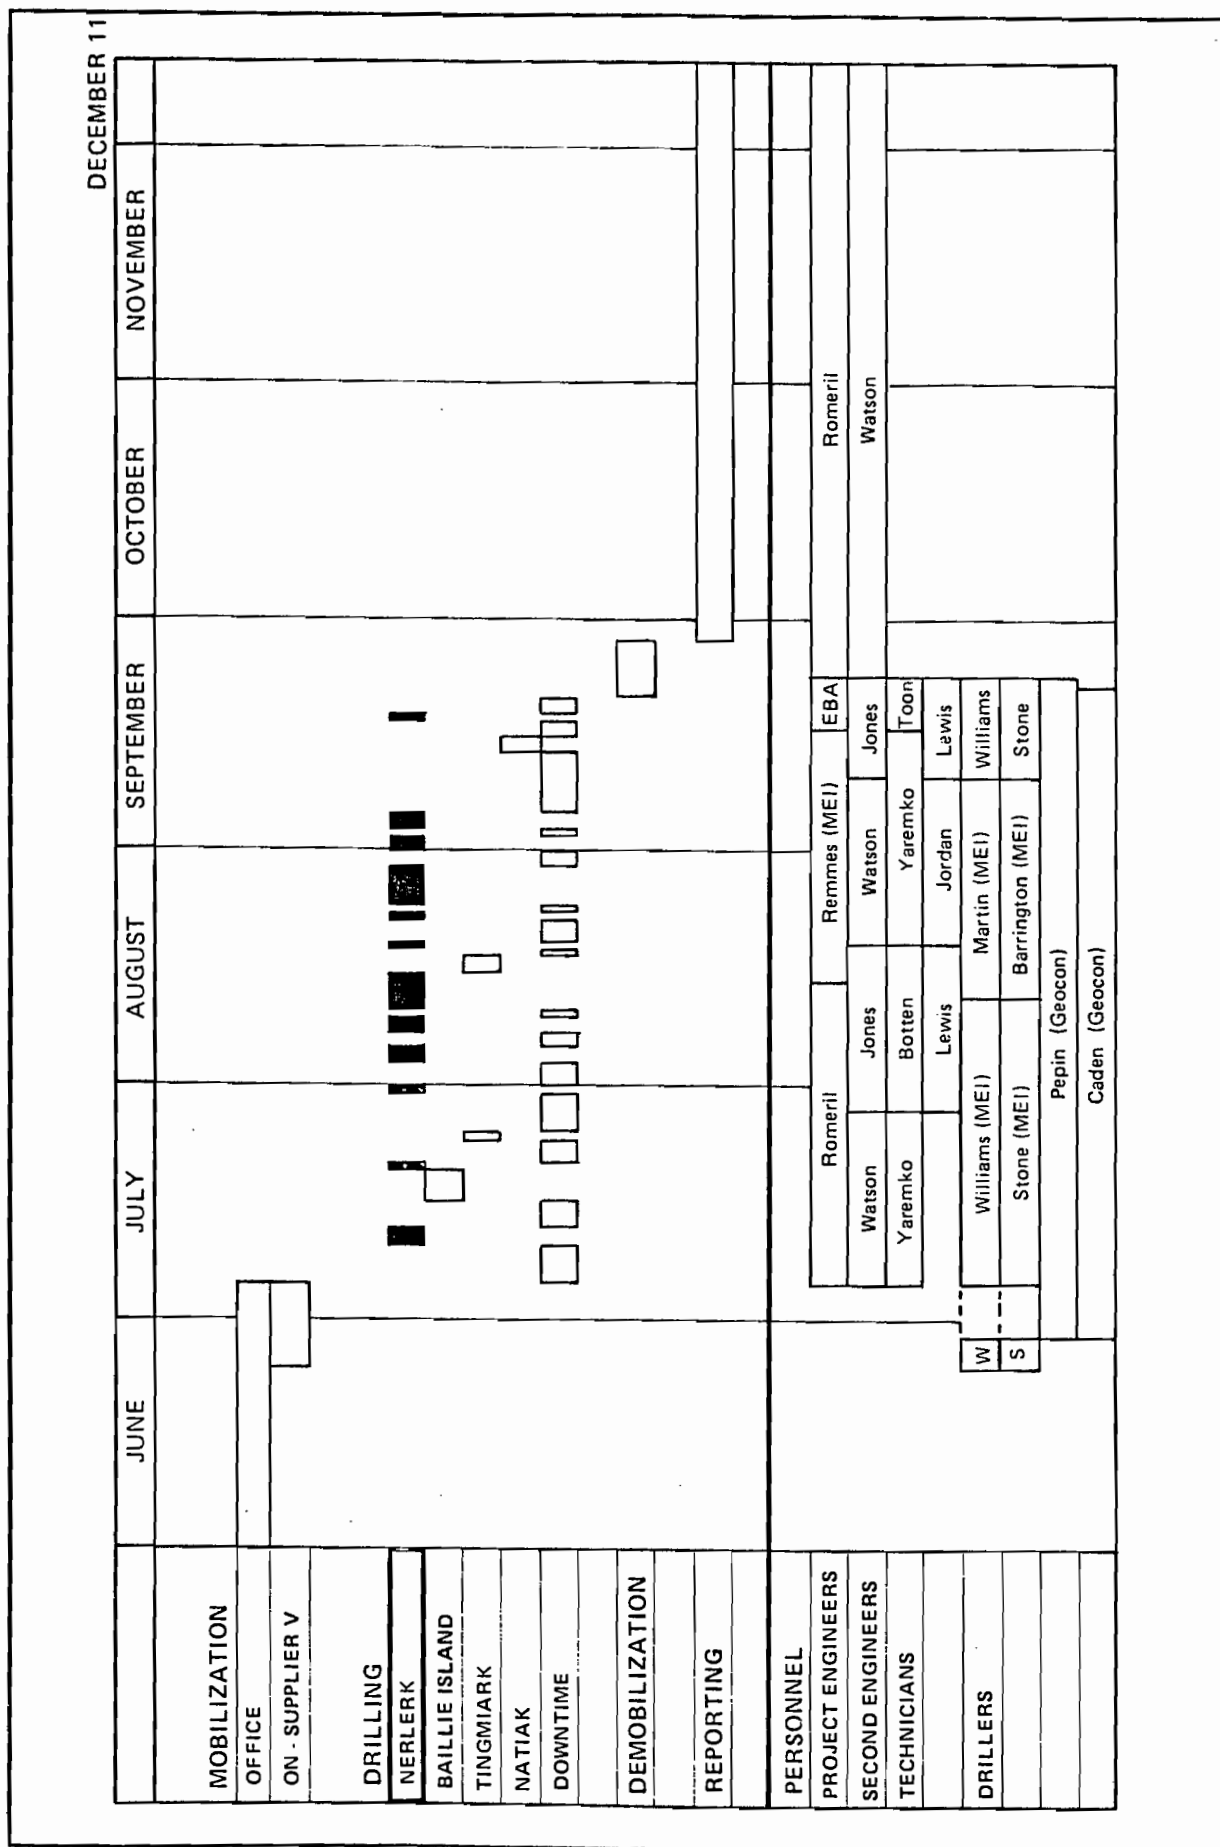 DECEMBER 11
JUNE JULY AUGUST SEPTEMBER OCTOBER NOVEMBER
MOBILIZATION
OFFICE
ON - SUPPLIER V
DRILLING
NERLERK
BAILLIE ISLAND
TINGMIARK
NATIAK
DOWNTIME
DEMOBILIZATION
REPORTING
PERSONNEL
PROJECT ENGINEERS Romeril Remmes (MEI) EBA Romeril
SECOND ENGINEERS Watson Jones Watson Jones Watson
TECHNICIANS Yaremko Botten Yaremko Toon
Lewis Jordan Lewis
DRILLERS W Williams (MEI) Martin (MEI) Williams
S Stone (MEI) Barrington (MEI) Stone
Pepin (Geocon)
Caden (Geocon)